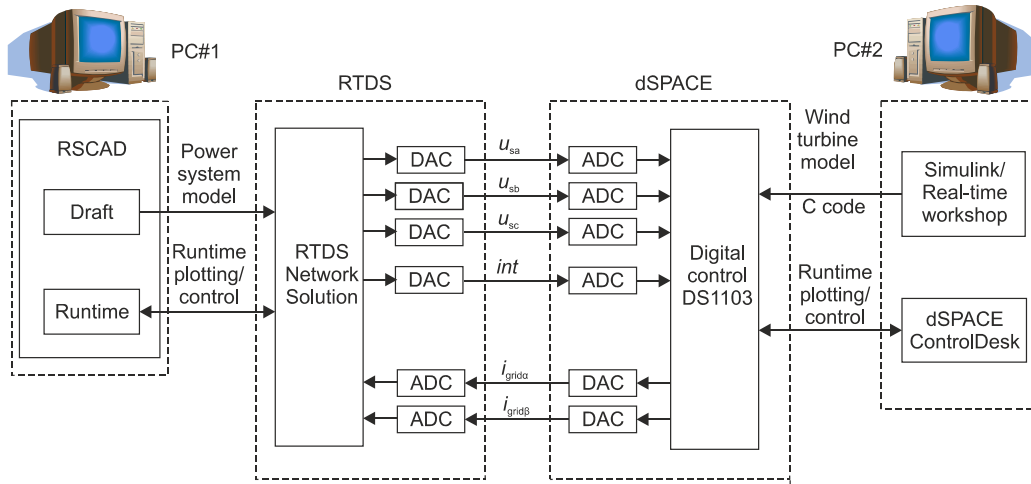 PC#1
PC#2
RTDS
dSPACE
RSCAD
Draft
Runtime
Power
system
model
Runtime
plotting/
control
RTDS
Network
Solution
DAC
u_sa
ADC
DAC
u_sb
ADC
DAC
u_sc
ADC
DAC
int
ADC
ADC
i_gridα
DAC
ADC
i_gridβ
DAC
Digital
control
DS1103
Wind
turbine
model
C code
Runtime
plotting/
control
Simulink/
Real-time
workshop
dSPACE
ControlDesk